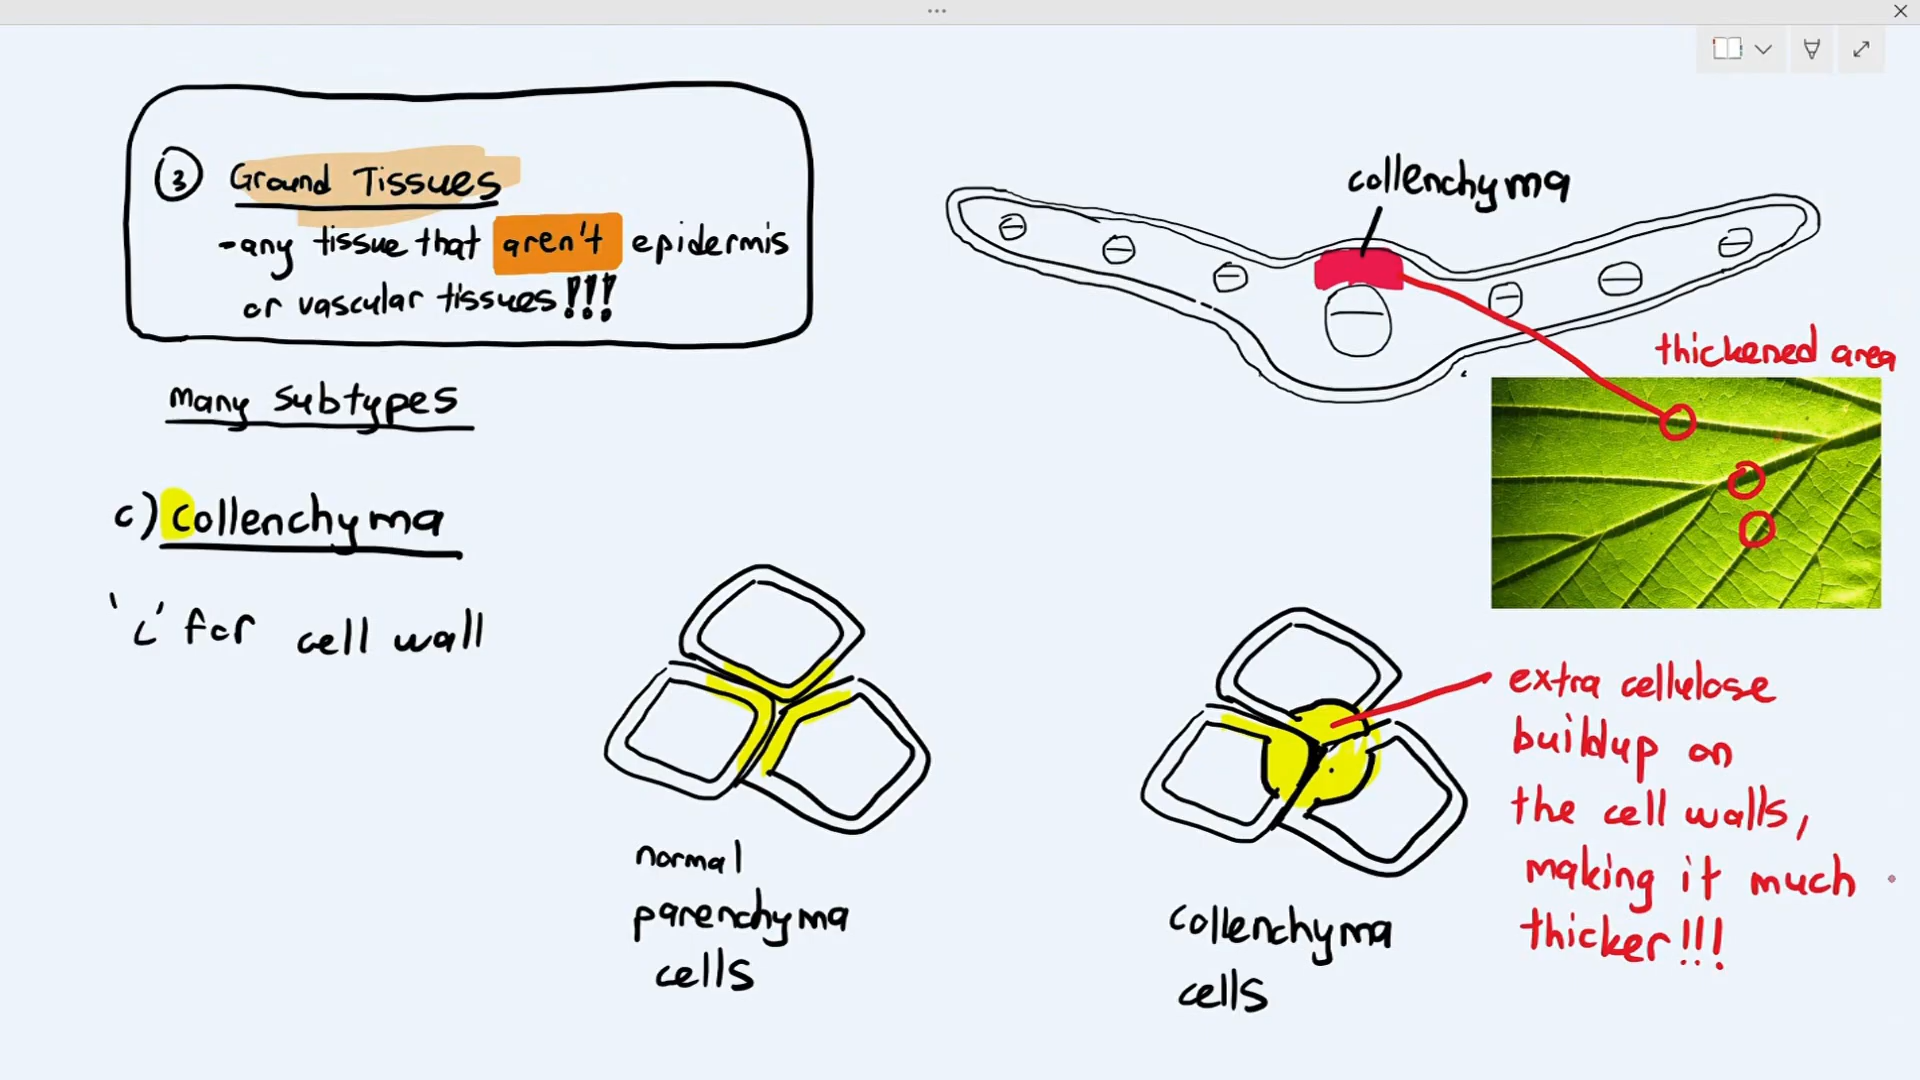 3 Ground Tissues
-any tissue that aren't epidermis
or vascular tissues!!!
many subtypes
c) Collenchyma
'c' for cell wall
collenchyma
thickened area
normal
parenchyma
cells
collenchyma
cells
extra cellulose
buildup on
the cell walls,
making it much
thicker!!!